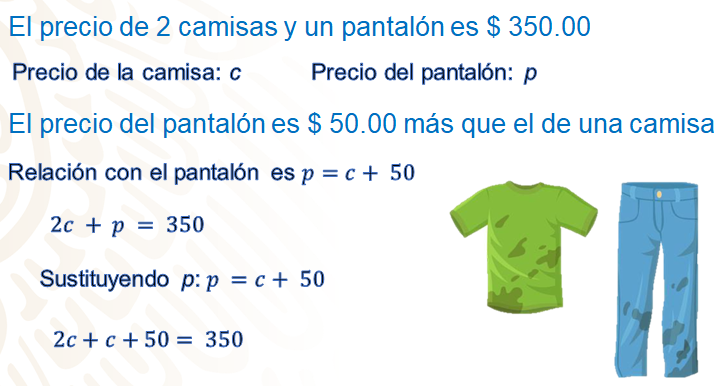 El precio de 2 camisas y un pantalón es $ 350.00
Precio de la camisa: c Precio del pantalón: p
El precio del pantalón es $ 50.00 más que el de una camisa
Relación con el pantalón es p = c + 50
2c + p = 350
Sustituyendo p: p = c + 50
2c + c + 50 = 350